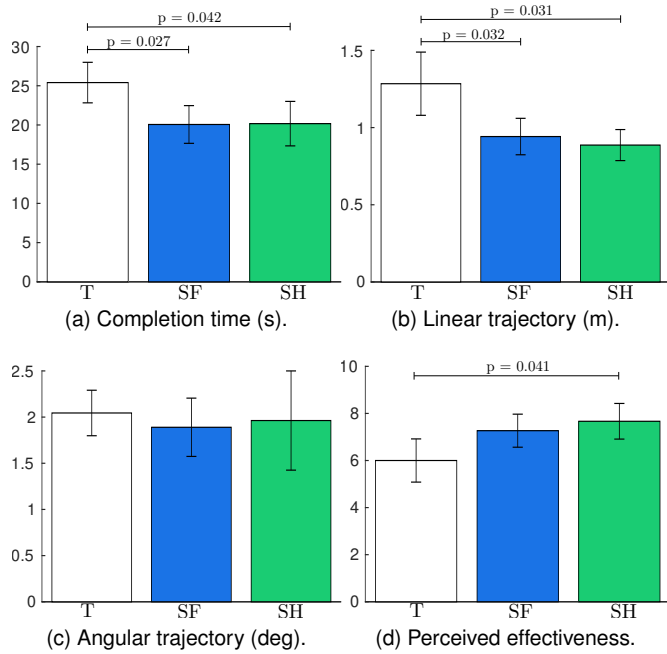 p = 0.042
p = 0.027
30
25
20
15
10
5
0
T SF SH
(a) Completion time (s).
p = 0.031
p = 0.032
1.5
1
0.5
0
T SF SH
(b) Linear trajectory (m).
2.5
2
1.5
1
0.5
0
T SF SH
(c) Angular trajectory (deg).
p = 0.041
10
8
6
4
2
0
T SF SH
(d) Perceived effectiveness.